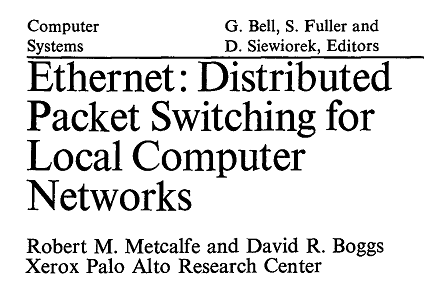 Computer
Systems
G. Bell, S. Fuller and
D. Siewiorek, Editors
Ethernet: Distributed
Packet Switching for
Local Computer
Networks
Robert M. Metcalfe and David R. Boggs
Xerox Palo Alto Research Center